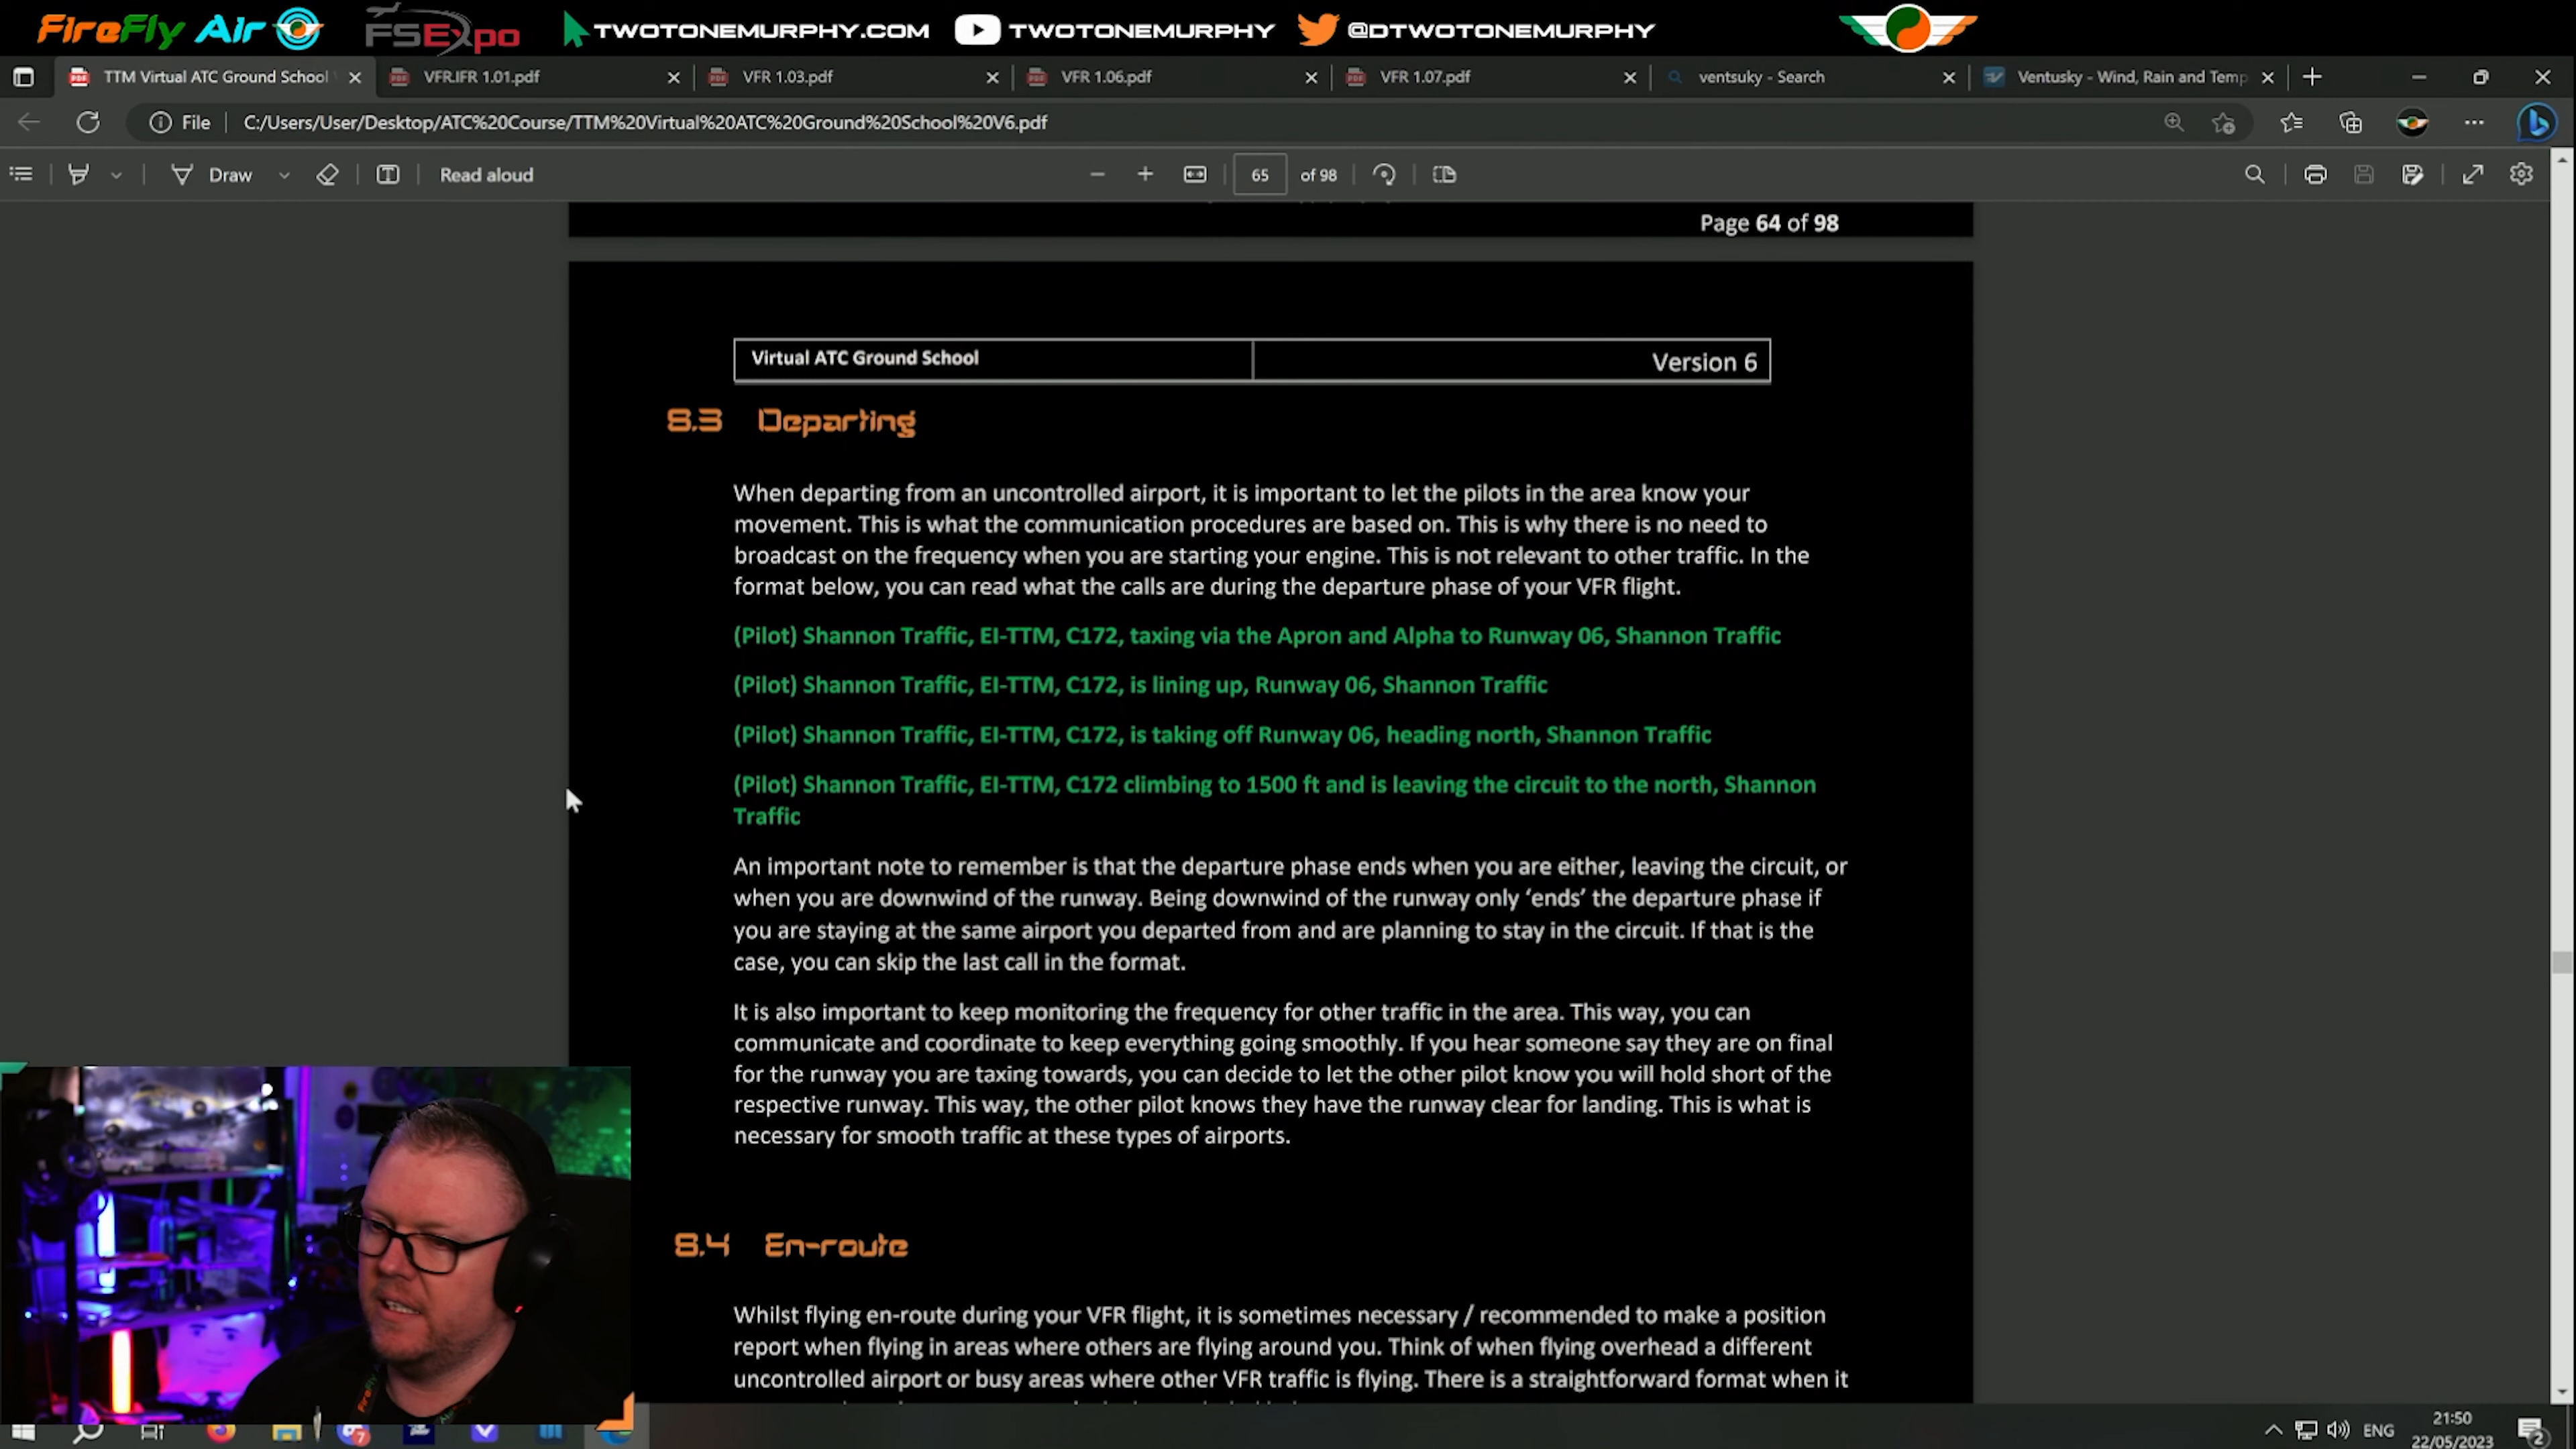 FireFly Air FSExpo TWOTONEMURPHY.COM TWOTONEMURPHY @DTWOTONEMURPHY
TTM Virtual ATC Ground School VFR.IFR 1.01.pdf VFR 1.03.pdf VFR 1.06.pdf VFR 1.07.pdf ventsuky - Search Ventusky - Wind, Rain and Temp
File C:/Users/User/Desktop/ATC%20Course/TTM%20Virtual%20ATC%20Ground%20School%20V6.pdf
Draw Read aloud 65 of 98
Page 64 of 98
Virtual ATC Ground School Version 6
8.3 Departing
When departing from an uncontrolled airport, it is important to let the pilots in the area know your
movement. This is what the communication procedures are based on. This is why there is no need to
broadcast on the frequency when you are starting your engine. This is not relevant to other traffic. In the
format below, you can read what the calls are during the departure phase of your VFR flight.
(Pilot) Shannon Traffic, EI-TTM, C172, taxing via the Apron and Alpha to Runway 06, Shannon Traffic
(Pilot) Shannon Traffic, EI-TTM, C172, is lining up, Runway 06, Shannon Traffic
(Pilot) Shannon Traffic, EI-TTM, C172, is taking off Runway 06, heading north, Shannon Traffic
(Pilot) Shannon Traffic, EI-TTM, C172 climbing to 1500 ft and is leaving the circuit to the north, Shannon
Traffic
An important note to remember is that the departure phase ends when you are either, leaving the circuit, or
when you are downwind of the runway. Being downwind of the runway only ‘ends’ the departure phase if
you are staying at the same airport you departed from and are planning to stay in the circuit. If that is the
case, you can skip the last call in the format.
It is also important to keep monitoring the frequency for other traffic in the area. This way, you can
communicate and coordinate to keep everything going smoothly. If you hear someone say they are on final
for the runway you are taxing towards, you can decide to let the other pilot know you will hold short of the
respective runway. This way, the other pilot knows they have the runway clear for landing. This is what is
necessary for smooth traffic at these types of airports.
8.4 En-route
Whilst flying en-route during your VFR flight, it is sometimes necessary / recommended to make a position
report when flying in areas where others are flying around you. Think of when flying overhead a different
uncontrolled airport or busy areas where other VFR traffic is flying. There is a straightforward format when it
ENG 21:50
22/05/2023 2